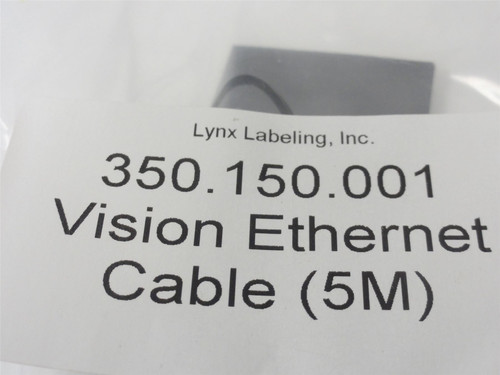 Lynx Labeling, Inc.
350.150.001
Vision Ethernet
Cable (5M)